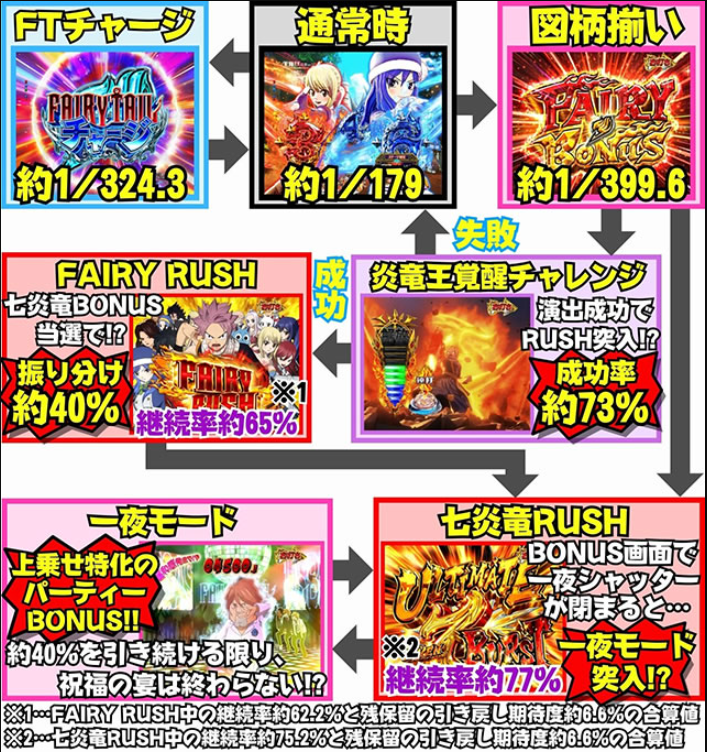 FTチャージ
FAIRY TAIL
チャージ
約1/324.3
通常時
約1/179
図柄揃い
FAIRY
BONUS
約1/399.6
失敗
成功
FAIRY RUSH
七炎竜BONUS
当選で!?
振り分け
約40%
FAIRY
RUSH
※1
継続率約65%
炎竜王覚醒チャレンジ
演出成功で
RUSH突入!?
成功率
約73%
一夜モード
上乗せ特化の
パーティー
BONUS!!
約40%を引き続ける限り、
祝福の宴は終わらない!?
七炎竜RUSH
BONUS画面で
一夜シャッター
が閉まると…
ULTIMATE
BURST
※2
継続率約77%
一夜モード
突入!?
※1…FAIRY RUSH中の継続率約62.2%と残保留の引き戻し期待度約6.6%の合算値
※2…七炎竜RUSH中の継続率約75.2%と残保留の引き戻し期待度約6.6%の合算値